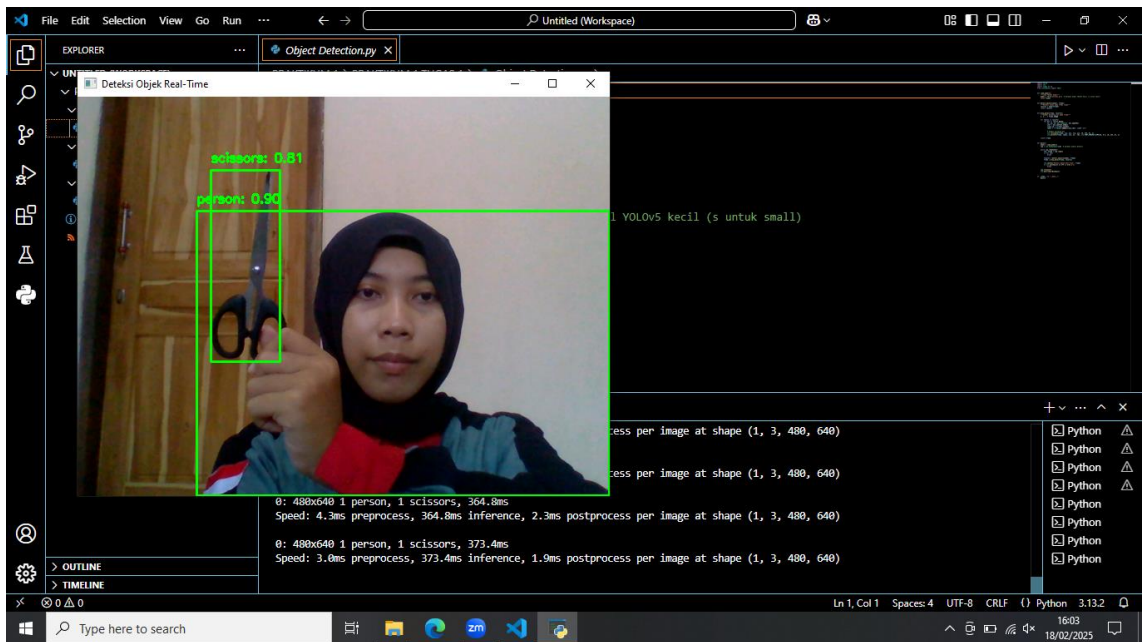 File Edit Selection View Go Run ···
Untitled (Workspace)
EXPLORER ···
Object Detection.py
Deteksi Objek Real-Time
scissors: 0.81
person: 0.90
l YOLOv5 kecil (s untuk small)
cess per image at shape (1, 3, 480, 640)
cess per image at shape (1, 3, 480, 640)
0: 480x640 1 person, 1 scissors, 364.8ms
Speed: 4.3ms preprocess, 364.8ms inference, 2.3ms postprocess per image at shape (1, 3, 480, 640)
0: 480x640 1 person, 1 scissors, 373.4ms
Speed: 3.0ms preprocess, 373.4ms inference, 1.9ms postprocess per image at shape (1, 3, 480, 640)
Python
Python
Python
Python
Python
Python
Python
Python
OUTLINE
TIMELINE
0 0
Ln 1, Col 1 Spaces: 4 UTF-8 CRLF {} Python 3.13.2
Type here to search
zm
16:03
18/02/2025